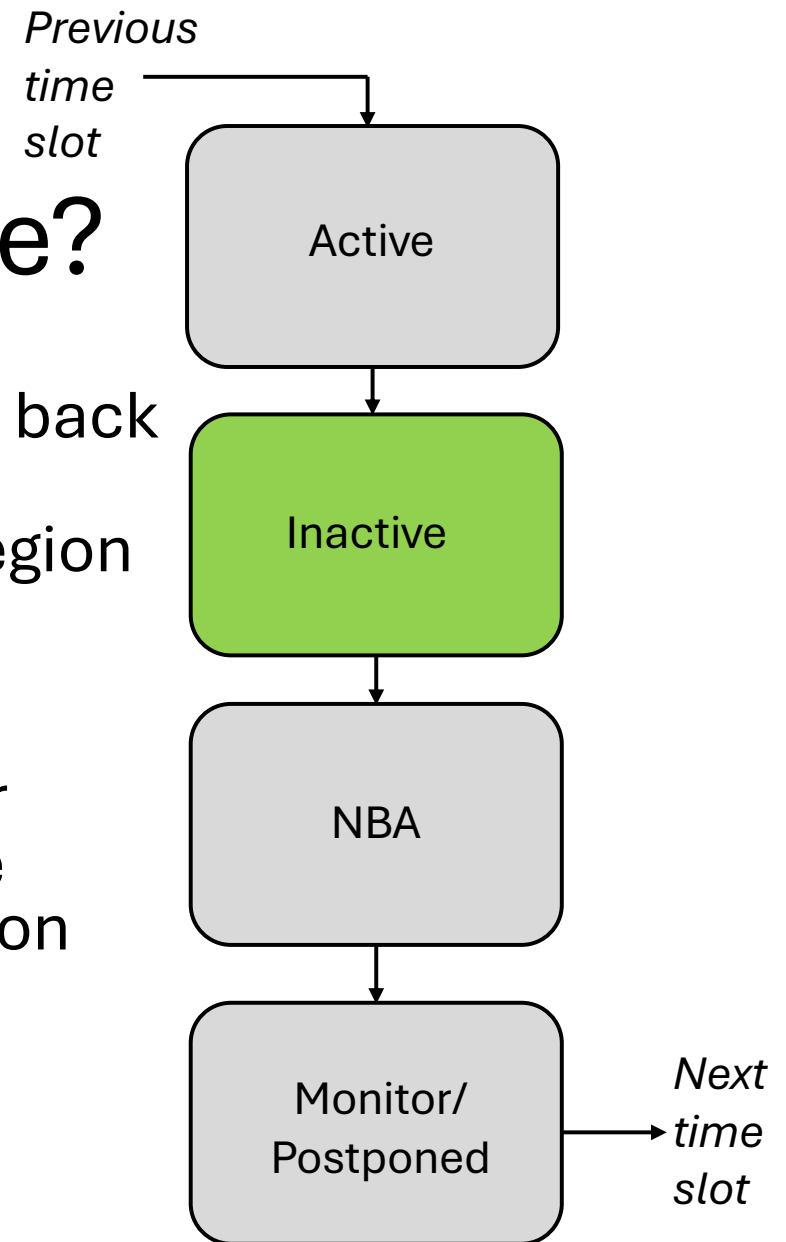 Previous
time
slot
e?
back
egion
r
e
on
Active
Inactive
NBA
Monitor/
Postponed
Next
time
slot